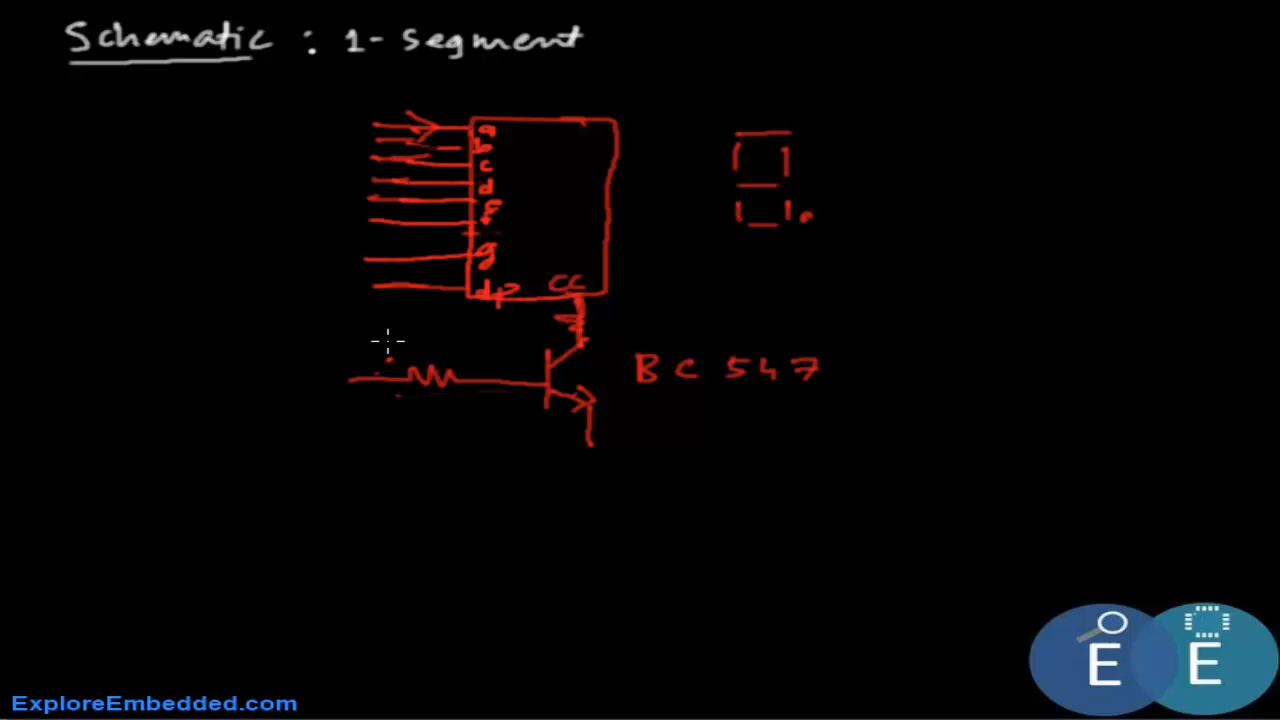 Schematic : 1- Segment
a
b
c
d
g
dp
CC
BC 547
E E
ExploreEmbedded.com